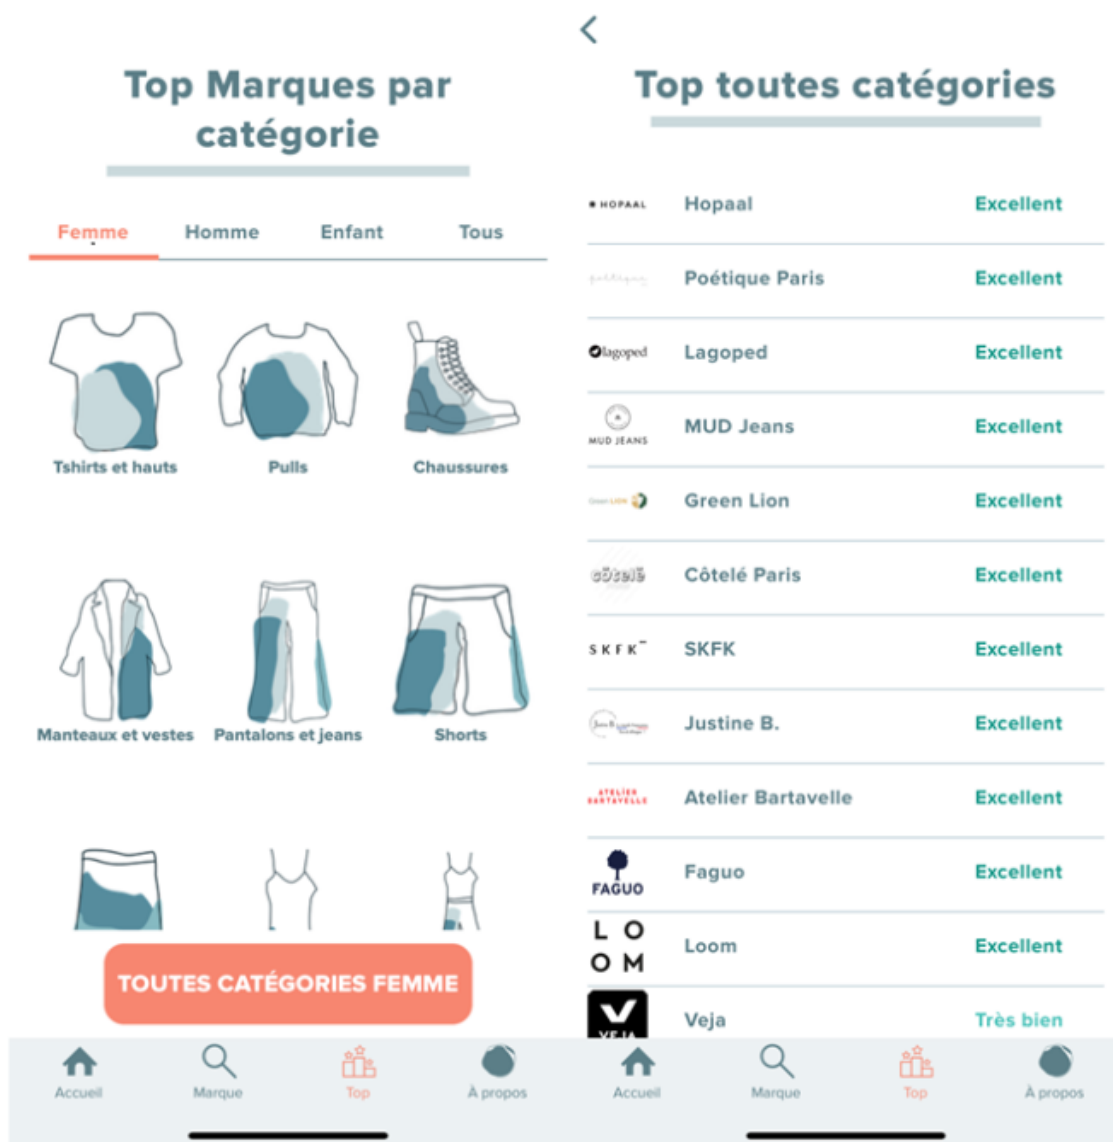 Top Marques par
catégorie
Femme
Homme
Enfant
Tous
Tshirts et hauts
Pulls
Chaussures
Manteaux et vestes
Pantalons et jeans
Shorts
TOUTES CATÉGORIES FEMME
Accueil
Marque
Top
À propos
Top toutes catégories
HOPAAL
Hopaal
Excellent
Poétique Paris
Excellent
lagoped
Lagoped
Excellent
MUD JEANS
MUD Jeans
Excellent
Green LION
Green Lion
Excellent
côtelé
Côtelé Paris
Excellent
SKFK
SKFK
Excellent
Justine B.
Excellent
ATELIER
BARTAVELLE
Atelier Bartavelle
Excellent
FAGUO
Faguo
Excellent
LO
OM
Loom
Excellent
VEJA
Veja
Très bien
Accueil
Marque
Top
À propos